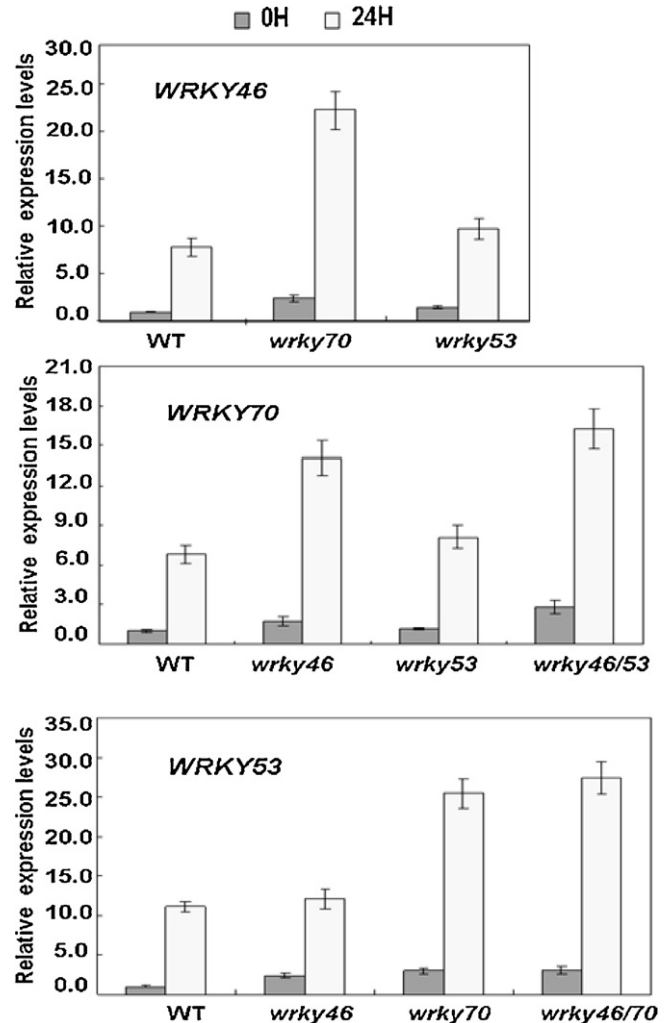 0H 24H
Relative expression levels
30.0
25.0
20.0
15.0
10.0
5.0
0.0
WRKY46
WT wrky70 wrky53
Relative expression levels
21.0
18.0
15.0
12.0
9.0
6.0
3.0
0.0
WRKY70
WT wrky46 wrky53 wrky46/53
Relative expression levels
35.0
30.0
25.0
20.0
15.0
10.0
5.0
0.0
WRKY53
WT wrky46 wrky70 wrky46/70